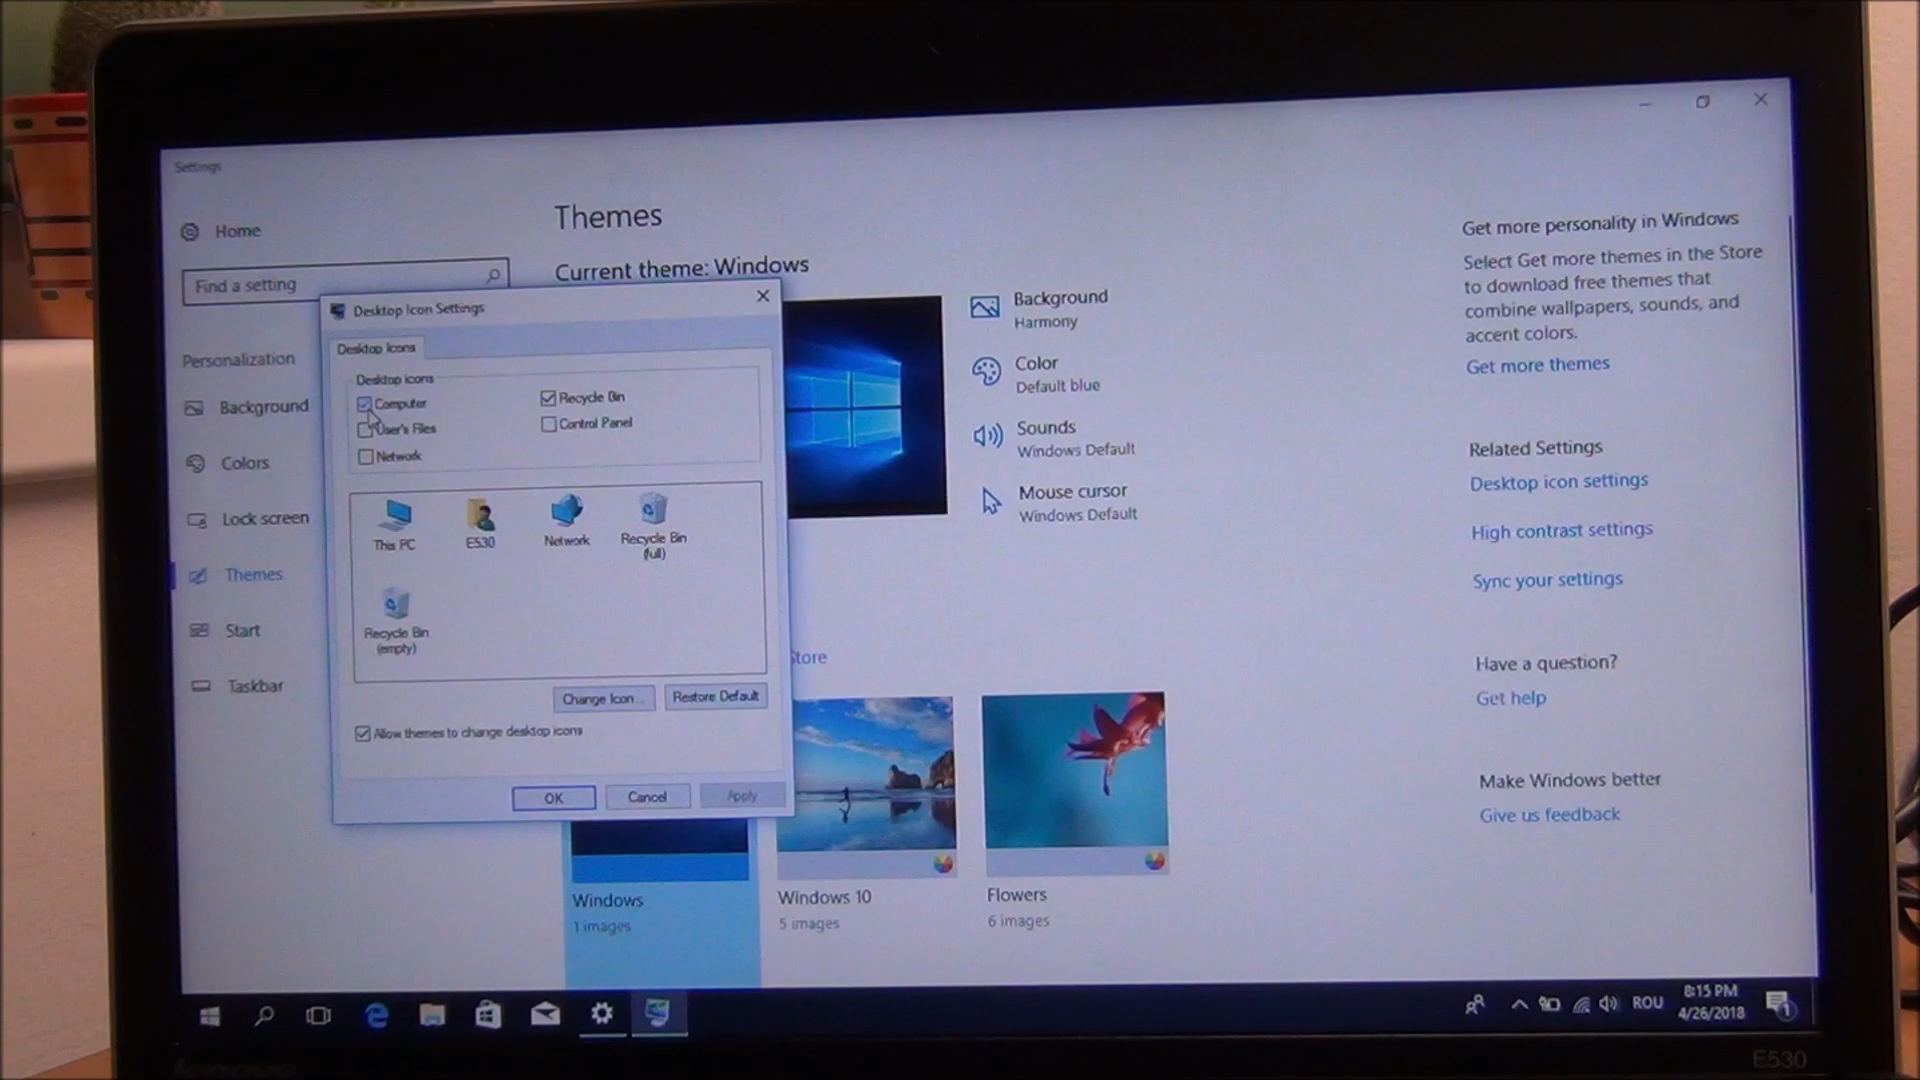 Settings
Home
Find a setting
Personalization
Background
Colors
Lock screen
Themes
Start
Taskbar
Themes
Current theme: Windows
Background
Harmony
Color
Default blue
Sounds
Windows Default
Mouse cursor
Windows Default
Store
Windows
1 images
Windows 10
5 images
Flowers
6 images
Desktop Icon Settings
Desktop Icons
Desktop icons
Computer
Recycle Bin
User's Files
Control Panel
Network
This PC
E530
Network
Recycle Bin
(full)
Recycle Bin
(empty)
Change Icon...
Restore Default
Allow themes to change desktop icons
OK
Cancel
Apply
Get more personality in Windows
Select Get more themes in the Store
to download free themes that
combine wallpapers, sounds, and
accent colors.
Get more themes
Related Settings
Desktop icon settings
High contrast settings
Sync your settings
Have a question?
Get help
Make Windows better
Give us feedback
ROU
8:15 PM
4/26/2018
1
E530